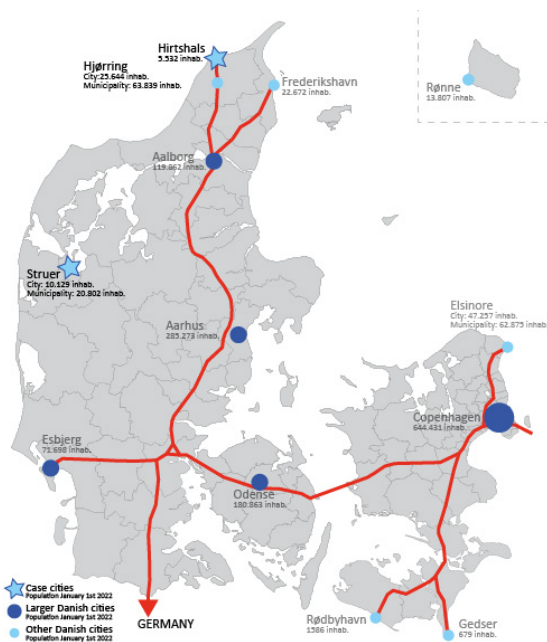 Hirtshals
5.532 inhab.
Hjørring
City:25.644 inhab.
Municipality: 63.839 inhab.
Frederikshavn
22.672 inhab.
Rønne
13.807 inhab.
Aalborg
119.862 inhab.
Struer
City: 10.129 inhab.
Municipality: 20.802 inhab.
Aarhus
285.273 inhab.
Elsinore
City: 47.257 inhab.
Municipality: 62.875 inhab.
Copenhagen
644.431 inhab.
Esbjerg
71.698 inhab.
Odense
180.863 inhab.
Rødbyhavn
1586 inhab.
Gedser
679 inhab.
GERMANY
Case cities
Population January 1st 2022
Larger Danish cities
Population January 1st 2022
Other Danish cities
Population January 1st 2022